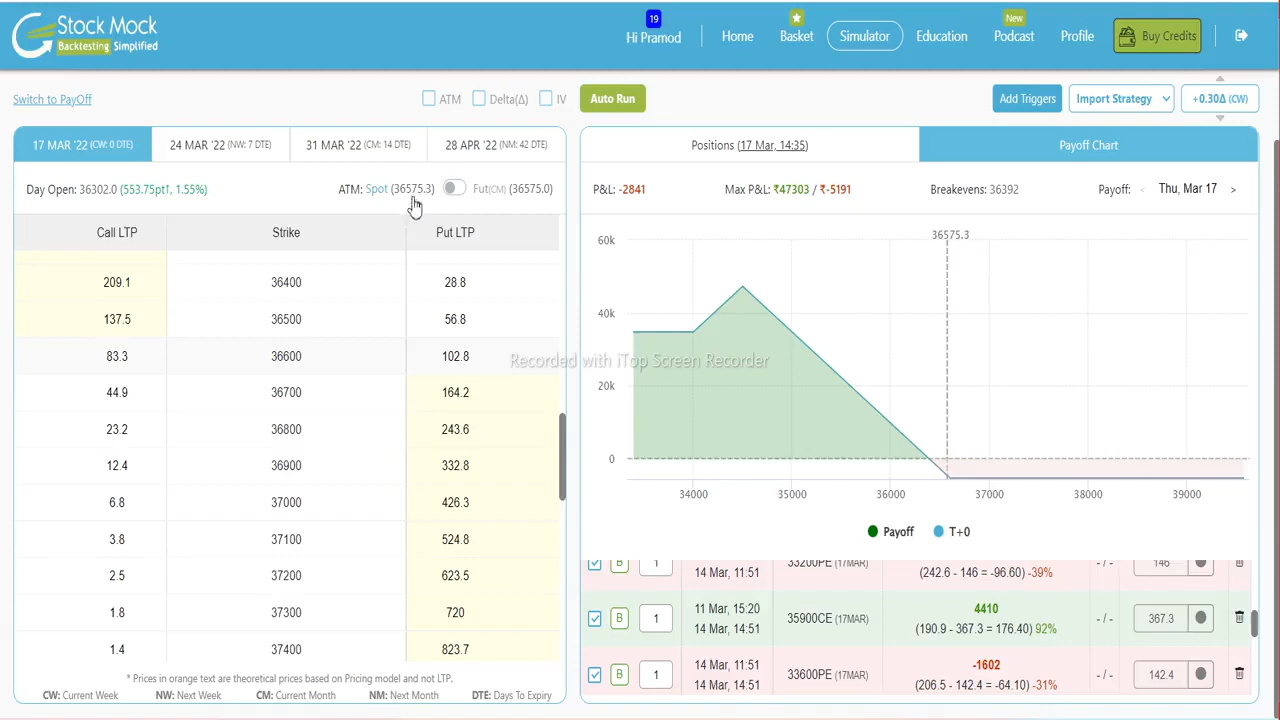 Stock Mock
Backtesting Simplified
19
Hi Pramod
Home
Basket
Simulator
Education
New
Podcast
Profile
Buy Credits
Switch to PayOff
ATM
Delta(Δ)
IV
Auto Run
Add Triggers
Import Strategy
+0.30Δ (CW)
17 MAR '22 (CW: 0 DTE)
24 MAR '22 (NW: 7 DTE)
31 MAR '22 (CM: 14 DTE)
28 APR '22 (NM: 42 DTE)
Positions (17 Mar, 14:35)
Payoff Chart
Day Open: 36302.0 (553.75pt↑, 1.55%)
ATM: Spot (36575.3)
Fut(CM) (36575.0)
P&L: -2841
Max P&L: ₹47303 / ₹-5191
Breakevens: 36392
Payoff: < Thu, Mar 17 >
Call LTP Strike Put LTP
209.1 36400 28.8
137.5 36500 56.8
83.3 36600 102.8
44.9 36700 164.2
23.2 36800 243.6
12.4 36900 332.8
6.8 37000 426.3
3.8 37100 524.8
2.5 37200 623.5
1.8 37300 720
1.4 37400 823.7
* Prices in orange text are theoretical prices based on Pricing model and not LTP.
CW: Current Week NW: Next Week CM: Current Month NM: Next Month DTE: Days To Expiry
36575.3
60k
40k
20k
0
34000 35000 36000 37000 38000 39000
Payoff T+0
Recorded with iTop Screen Recorder
B 1 14 Mar, 11:51 33200PE (17MAR) (242.6 - 146 = -96.60) -39% 146
11 Mar, 15:20 4410
B 1 35900CE (17MAR) - / - 367.3
14 Mar, 14:51 (190.9 - 367.3 = 176.40) 92%
14 Mar, 14:51 -1602
B 1 33600PE (17MAR) - / - 142.4
14 Mar, 14:51 (206.5 - 142.4 = -64.10) -31%